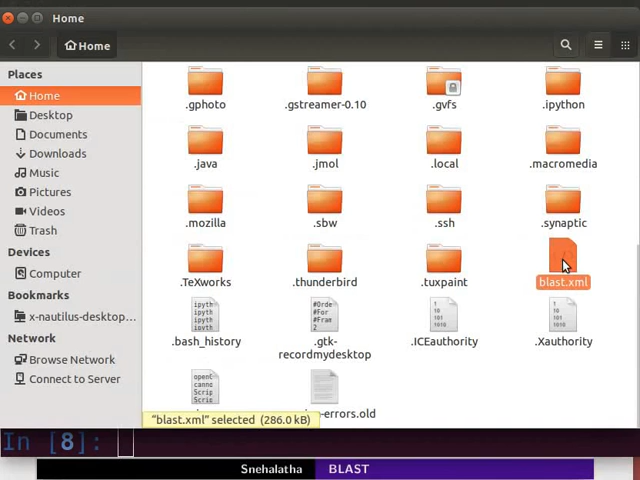 Home
Home
Places
Home
Desktop
Documents
Downloads
Music
Pictures
Videos
Trash
Devices
Computer
Bookmarks
x-nautilus-desktop...
Network
Browse Network
Connect to Server
.gphoto
.gstreamer-0.10
.gvfs
.ipython
.java
.jmol
.local
.macromedia
.mozilla
.sbw
.ssh
.synaptic
.TeXworks
.thunderbird
.tuxpaint
blast.xml
.bash_history
.gtk-
recordmydesktop
.ICEauthority
.Xauthority
-errors.old
"blast.xml" selected (286.0 kB)
In [8]:
Snehalatha
BLAST